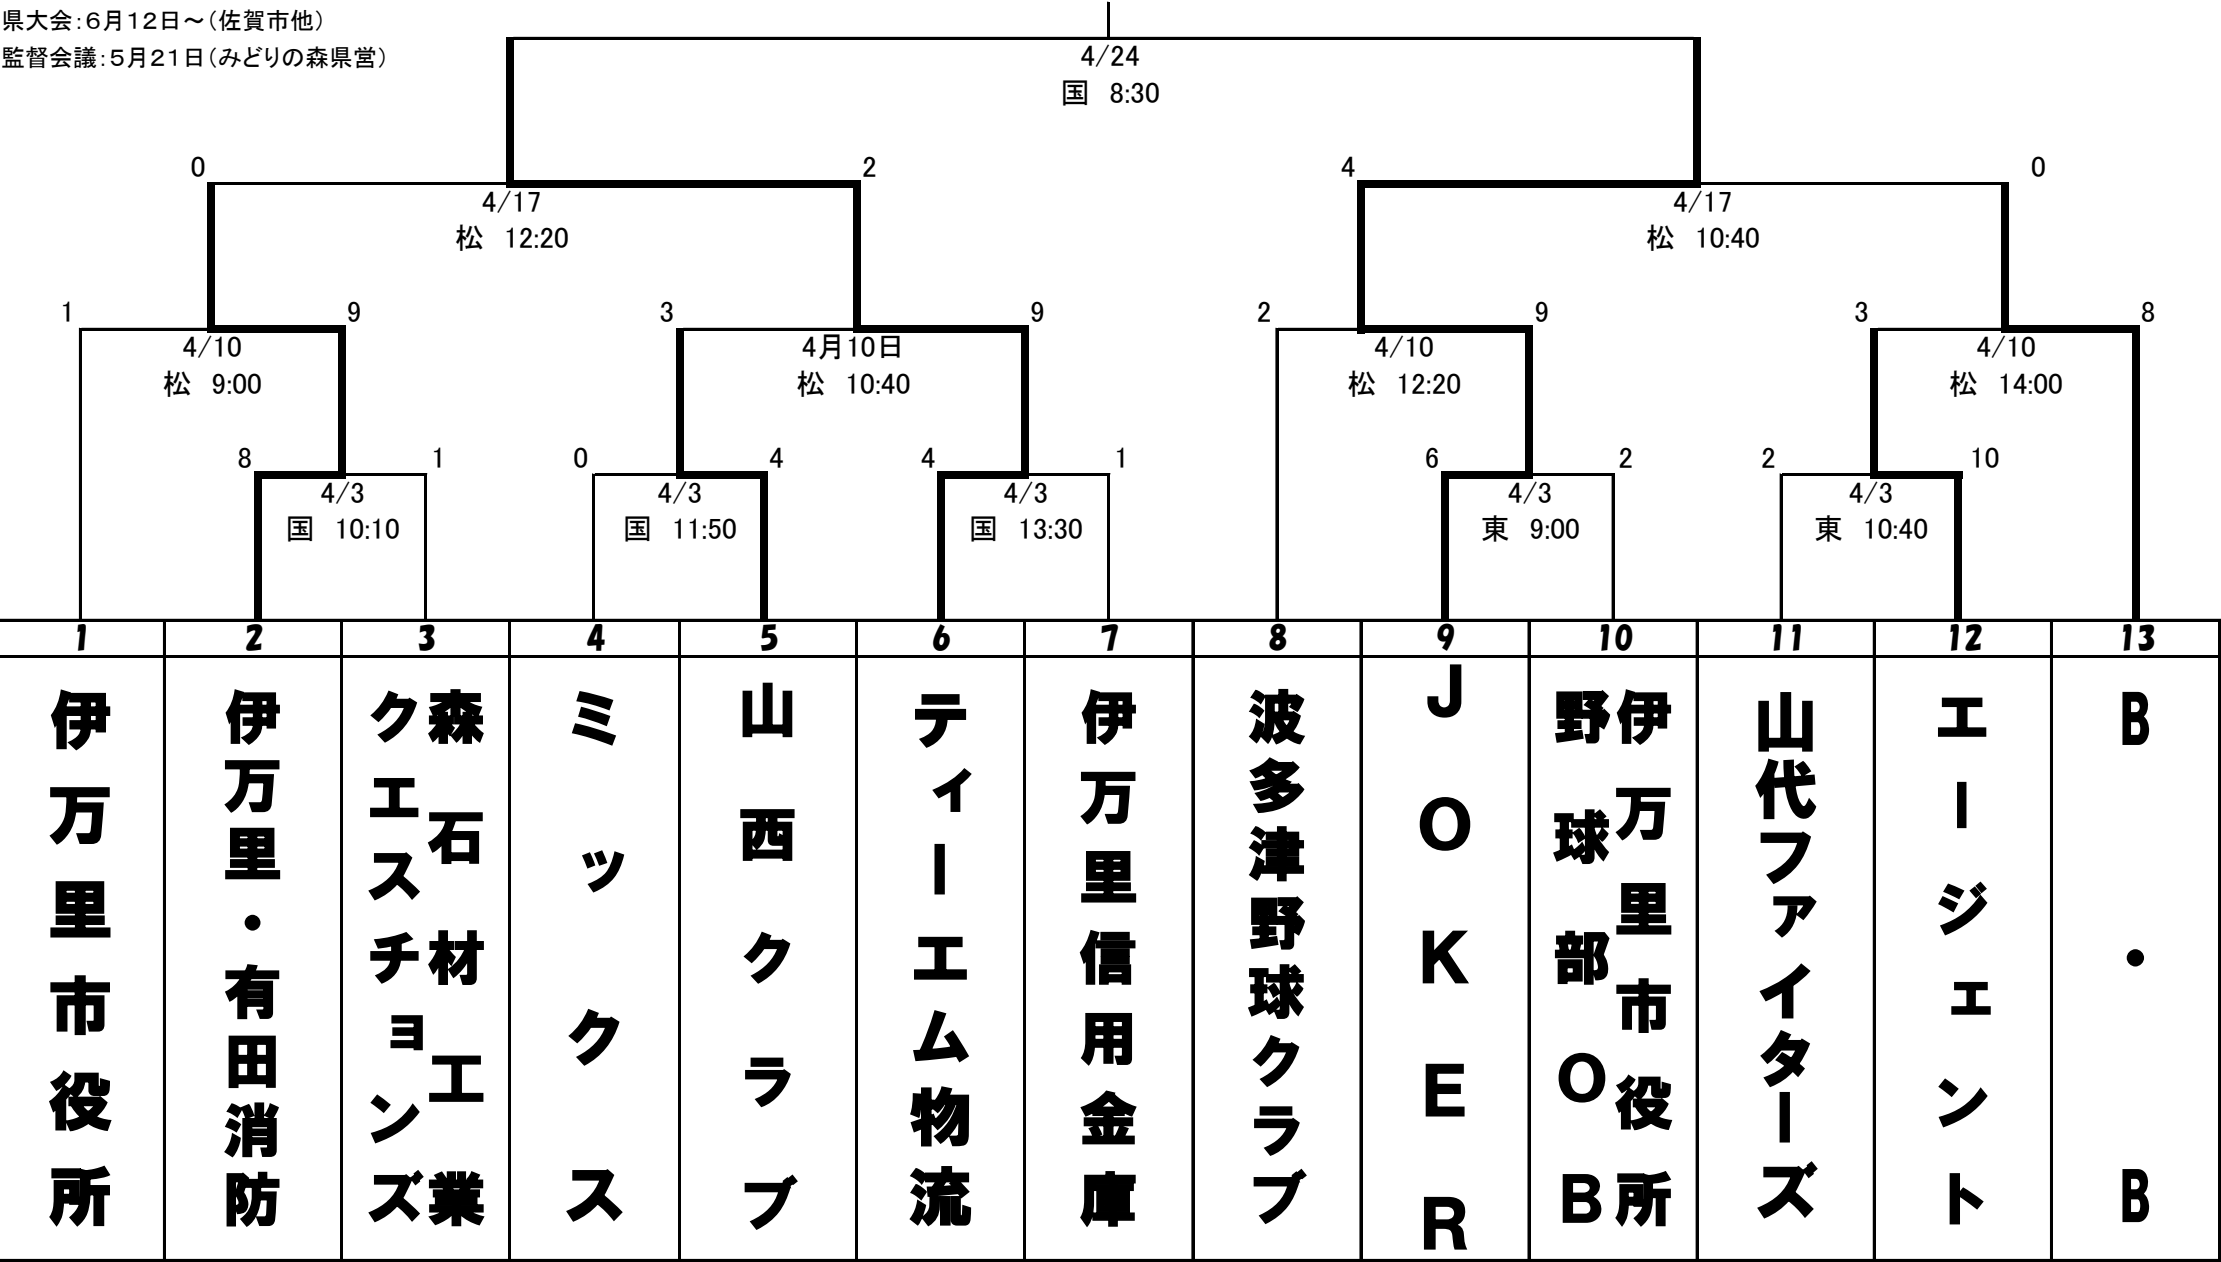 県大会：６月１２日～（佐賀市他）
監督会議：５月２１日（みどりの森県営）
4/24
国 8:30
0
2
4
0
4/17
松 12:20
4/17
松 10:40
1
9
3
9
2
9
3
8
4/10
松 9:00
4月10日
松 10:40
4/10
松 12:20
4/10
松 14:00
8
1
0
4
4
1
6
2
2
10
4/3
国 10:10
4/3
国 11:50
4/3
国 13:30
4/3
東 9:00
4/3
東 10:40
1
2
3
4
5
6
7
8
9
10
11
12
13
伊万里市役所
伊万里・有田消防
森石材工業
クエスチョンズ
ミックス
山西クラブ
ティーエム物流
伊万里信用金庫
波多津野球クラブ
ＪＯＫＥＲ
伊万里市役所
野球部ＯＢ
山代ファイターズ
エージェント
B・B